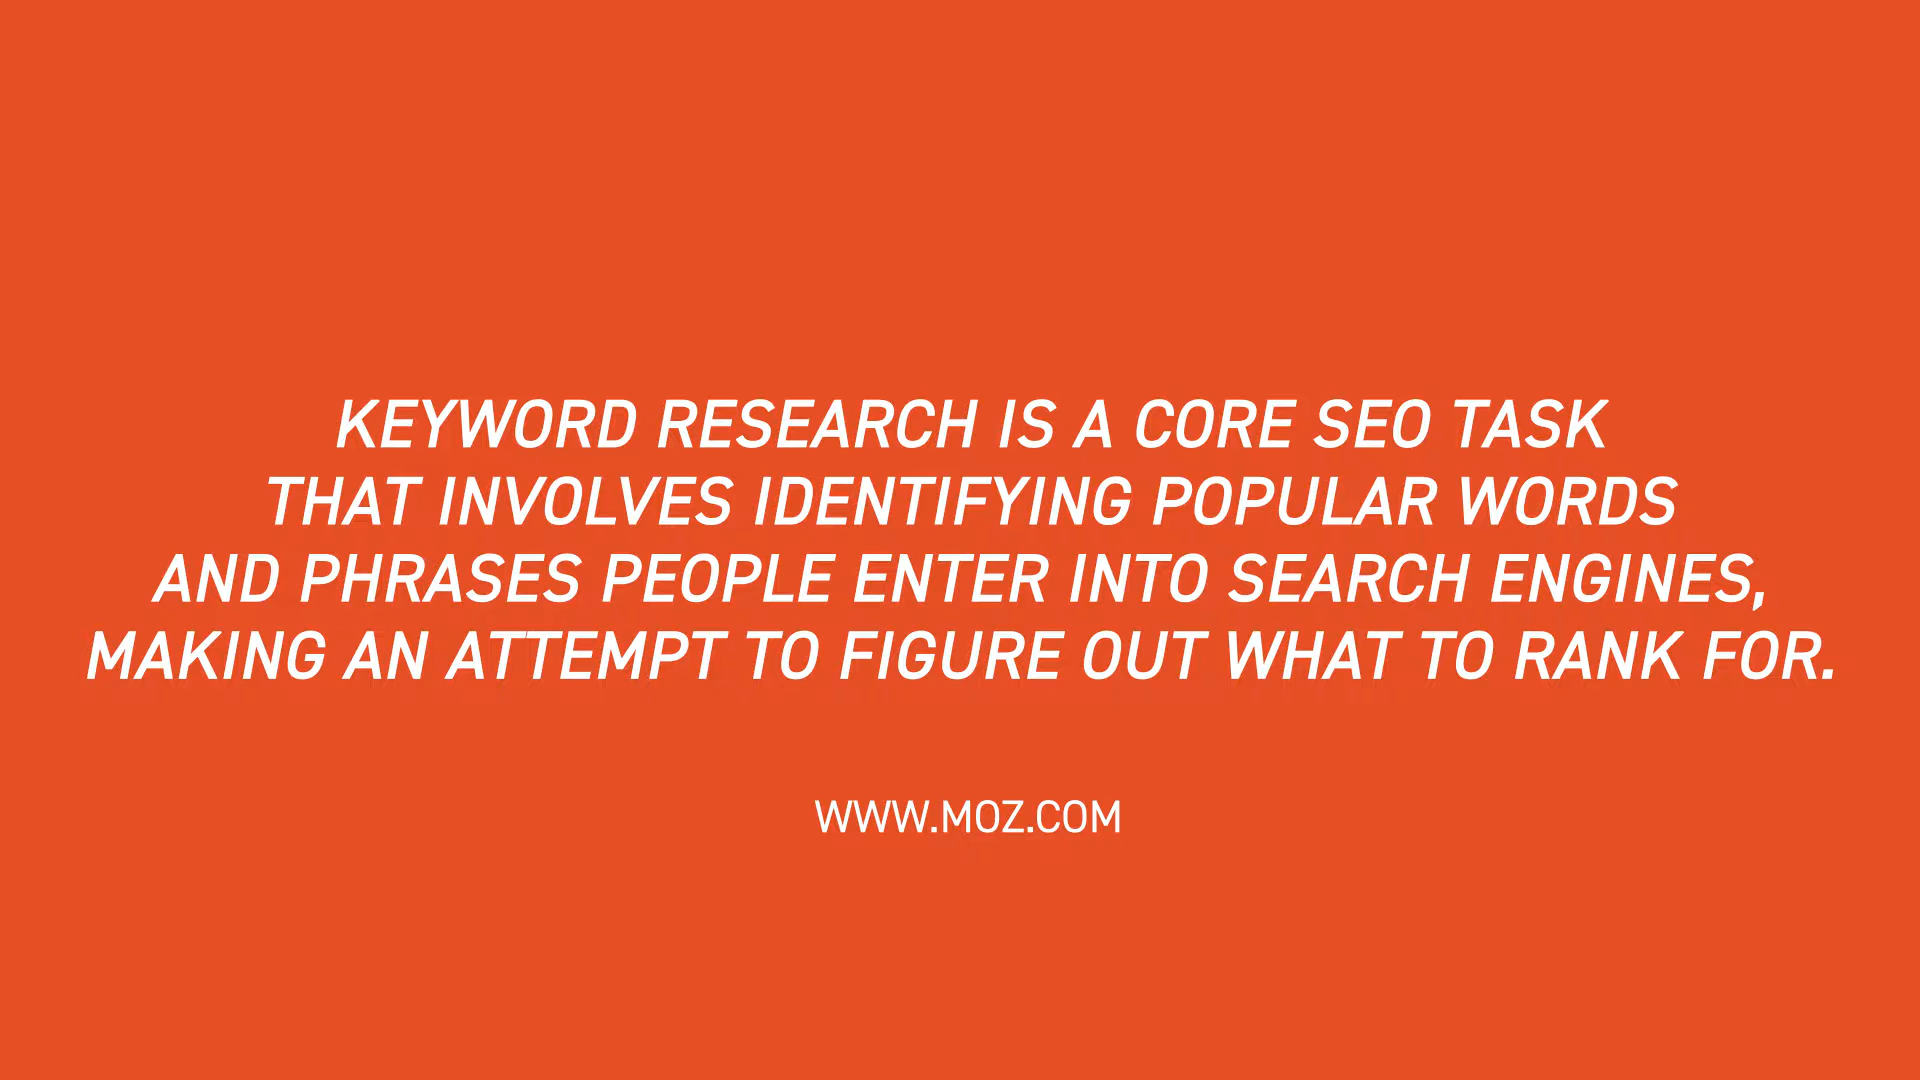 KEYWORD RESEARCH IS A CORE SEO TASK
THAT INVOLVES IDENTIFYING POPULAR WORDS
AND PHRASES PEOPLE ENTER INTO SEARCH ENGINES,
MAKING AN ATTEMPT TO FIGURE OUT WHAT TO RANK FOR.
WWW.MOZ.COM